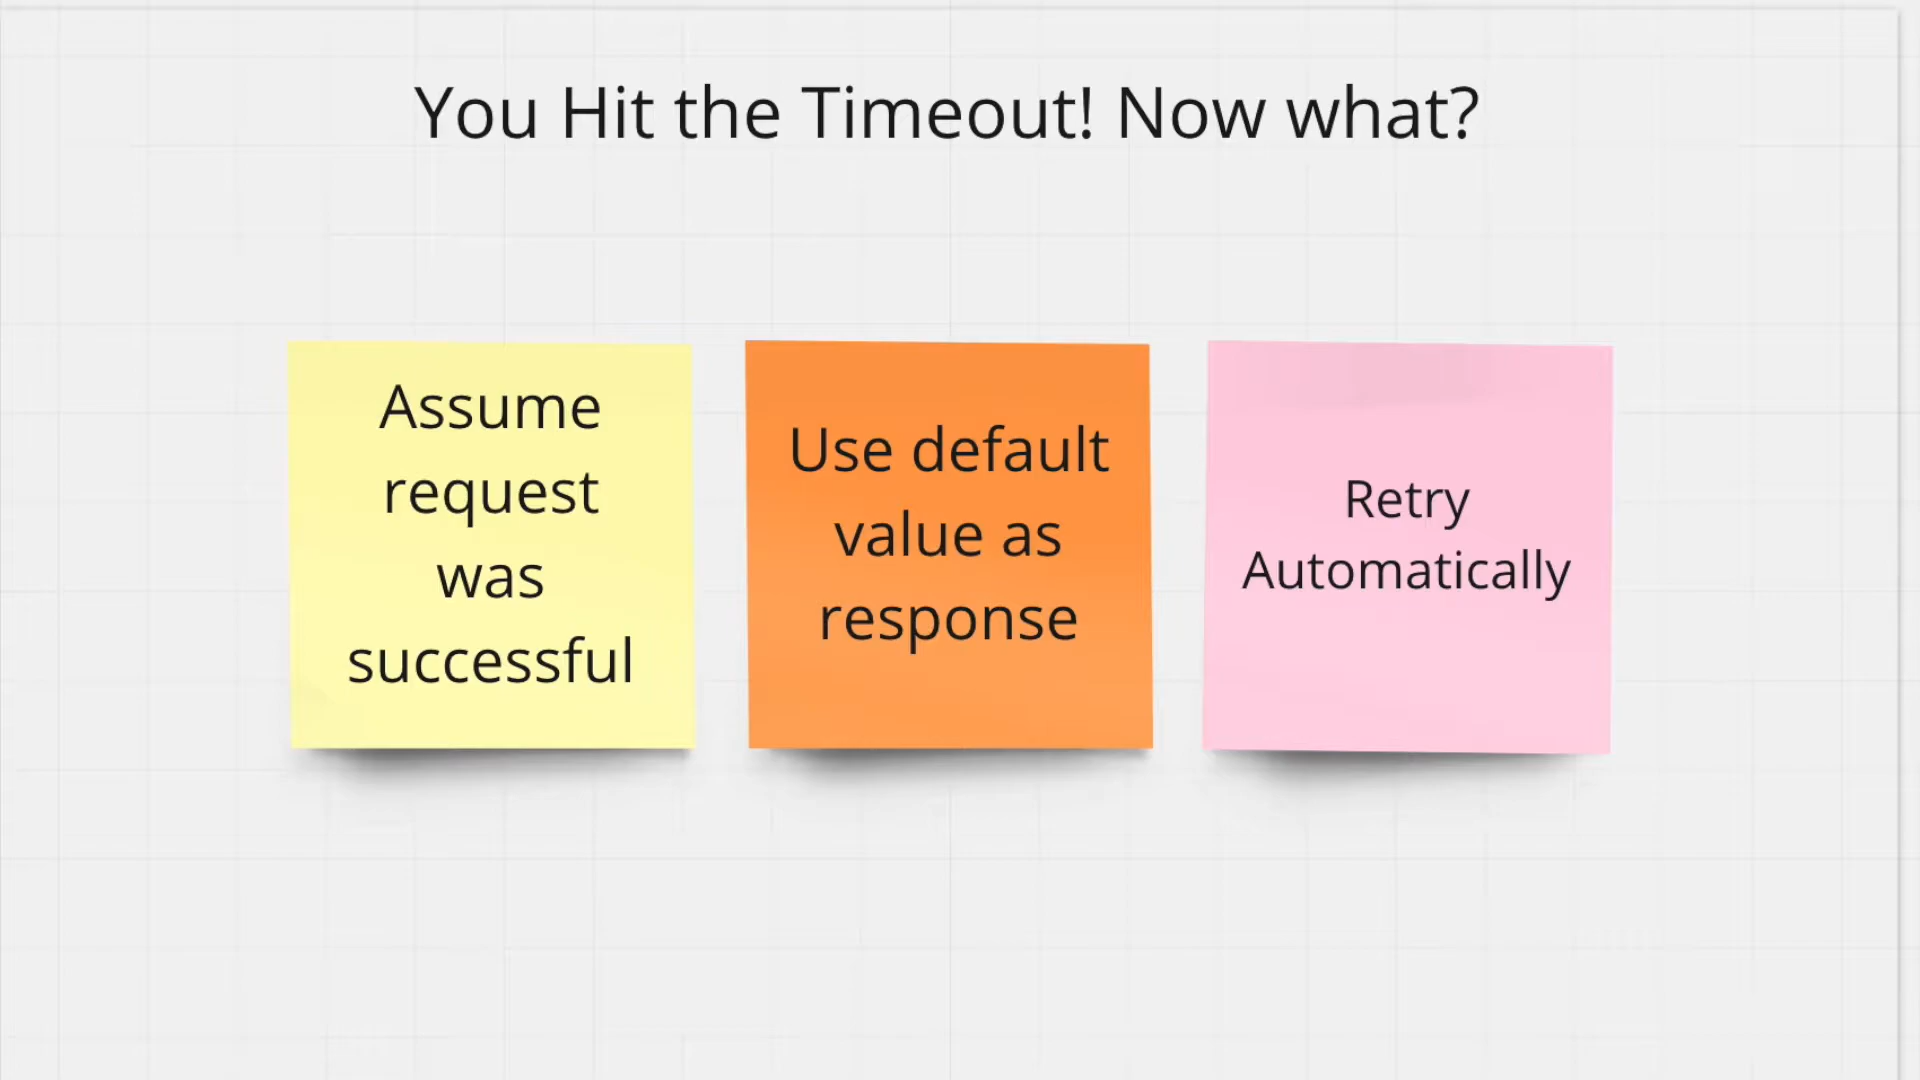 You Hit the Timeout! Now what?
Assume
request
was
successful
Use default
value as
response
Retry
Automatically